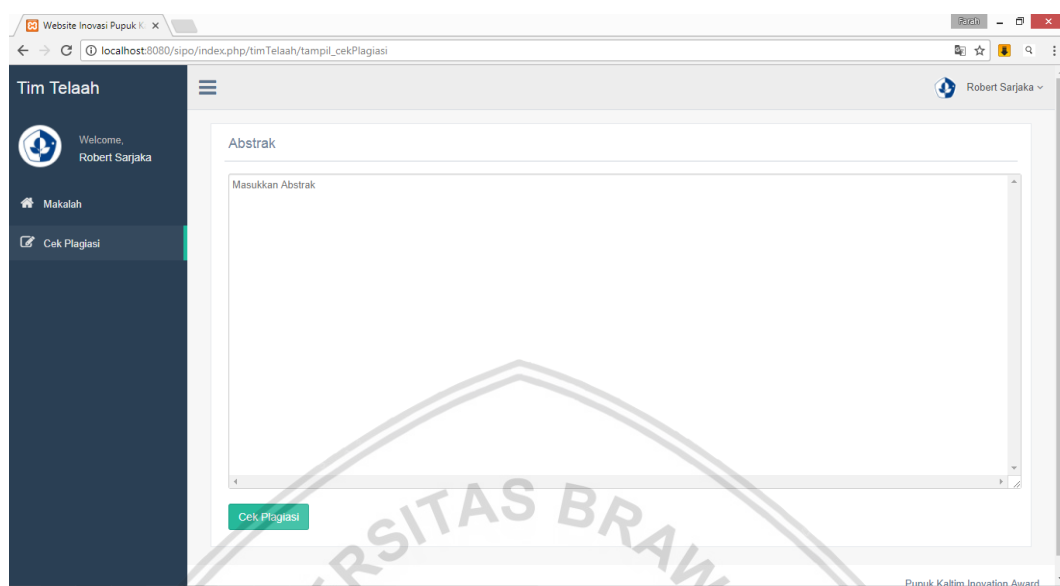 Website Inovasi Pupuk K
Farah
localhost:8080/sipo/index.php/timTelaah/tampil_cekPlagiasi
Tim Telaah
Robert Sarjaka
Welcome,
Robert Sarjaka
Makalah
Cek Plagiasi
Abstrak
Masukkan Abstrak
Cek Plagiasi
RSITAS BRAW
Pupuk Kaltim Inovation Award